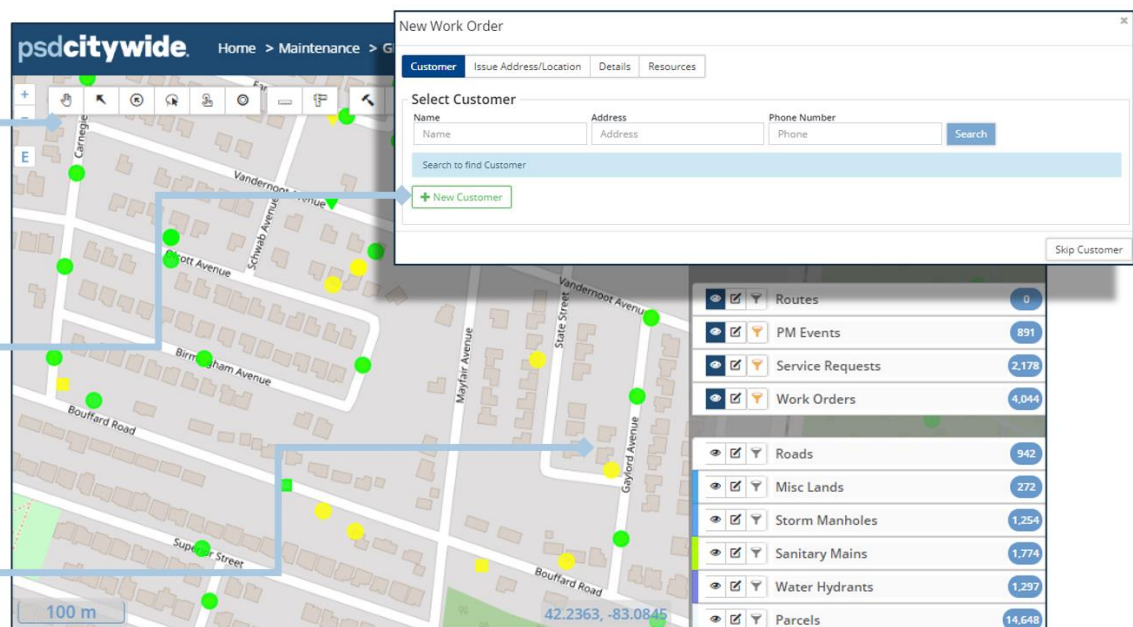 psdcitywide. Home > Maintenance >
New Work Order
Customer Issue Address/Location Details Resources
Select Customer
Name Address Phone Number
Name Address Phone Search
Search to find Customer
+ New Customer
Skip Customer
+
−
E
Carnegie
Vandernoot Avenue
Schwab Avenue
Olcott Avenue
Vandernoot Avenue
State Street
Mayfair Avenue
Birmingham Avenue
Bouffard Road
Gaylord Avenue
Superior Street
Bouffard Road
100 m
42.2363, -83.0845
Routes 0
PM Events 891
Service Requests 2,178
Work Orders 4,044
Roads 942
Misc Lands 272
Storm Manholes 1,254
Sanitary Mains 1,774
Water Hydrants 1,297
Parcels 14,648